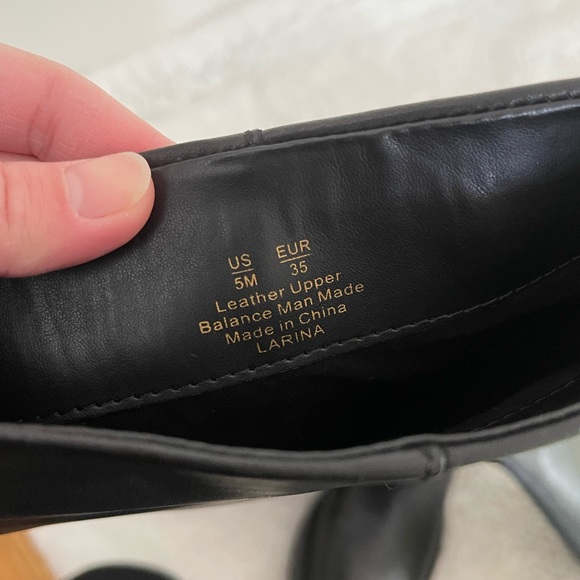 US EUR
5M 35
Leather Upper
Balance Man Made
Made in China
LARINA